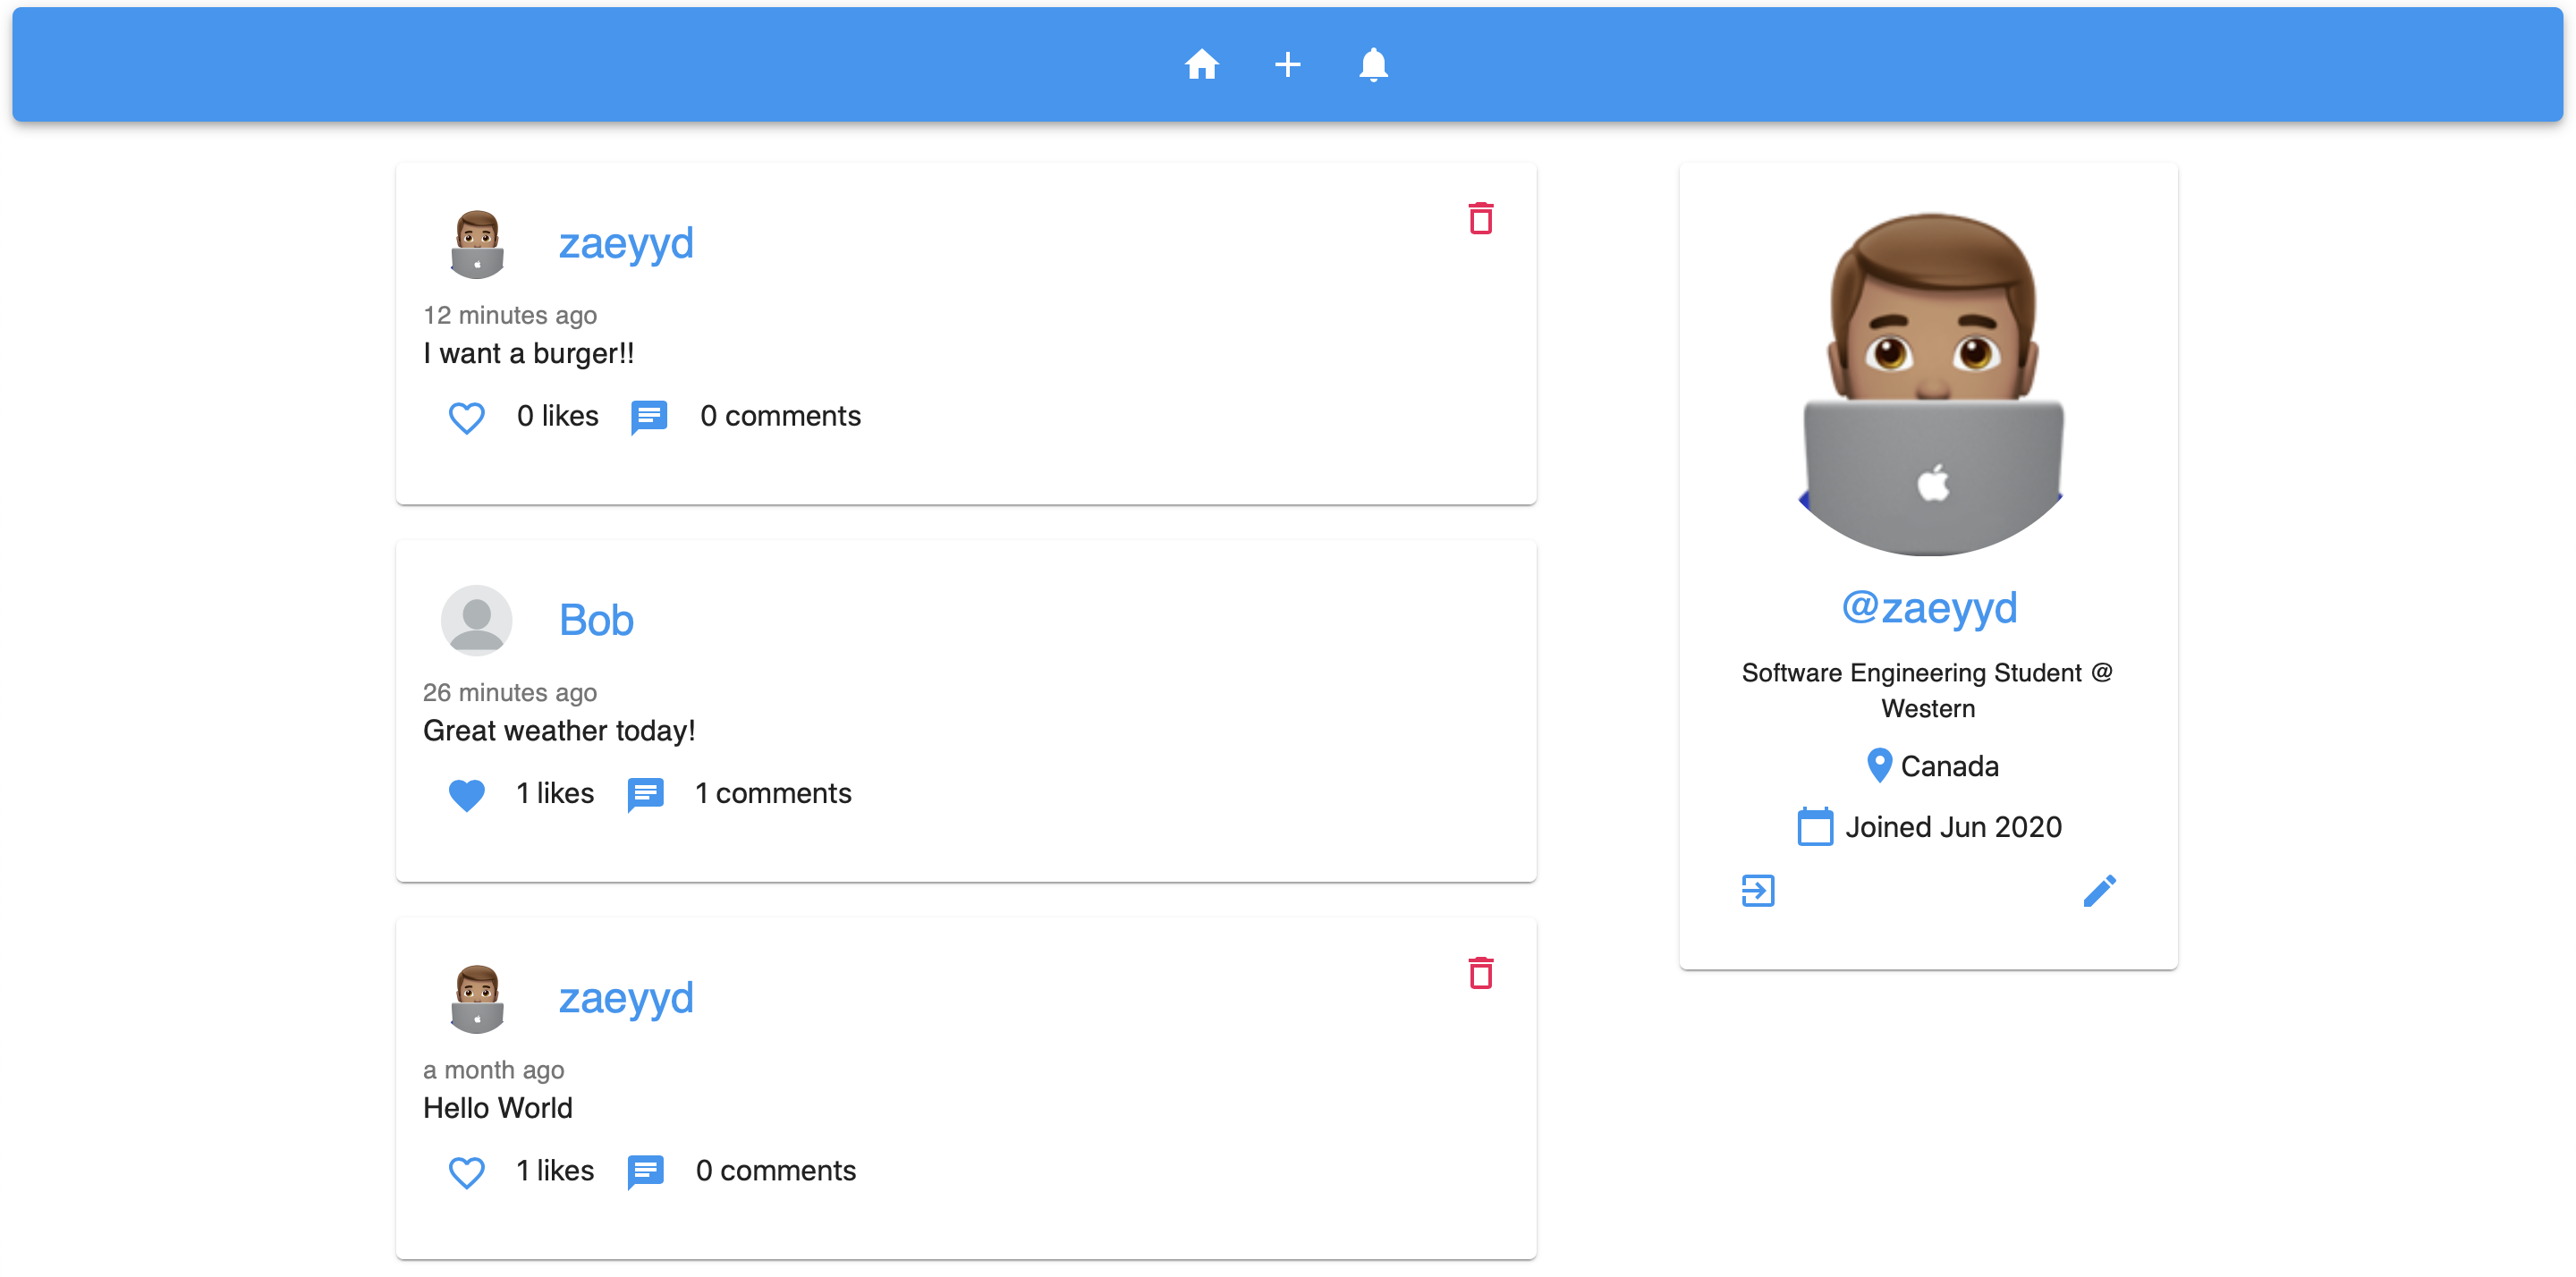 zaeyyd
12 minutes ago
I want a burger!!
0 likes 0 comments
Bob
26 minutes ago
Great weather today!
1 likes 1 comments
zaeyyd
a month ago
Hello World
1 likes 0 comments
@zaeyyd
Software Engineering Student @
Western
Canada
Joined Jun 2020